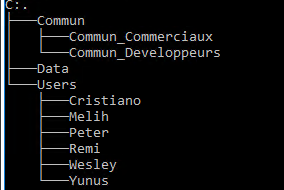 C:.
├───Commun
│   ├───Commun_Commerciaux
│   └───Commun_Developpeurs
├───Data
└───Users
    ├───Cristiano
    ├───Melih
    ├───Peter
    ├───Remi
    ├───Wesley
    └───Yunus